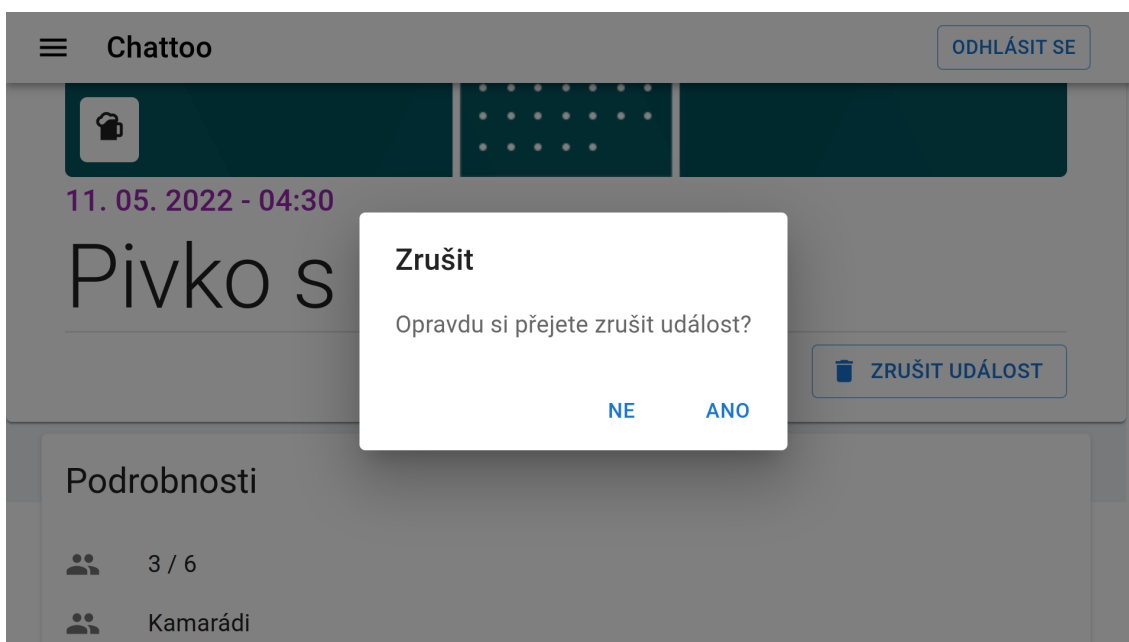 Chattoo
ODHLÁSIT SE
11. 05. 2022 - 04:30
Pivko s
Zrušit
Opravdu si přejete zrušit událost?
NE ANO
ZRUŠIT UDÁLOST
Podrobnosti
3 / 6
Kamarádi